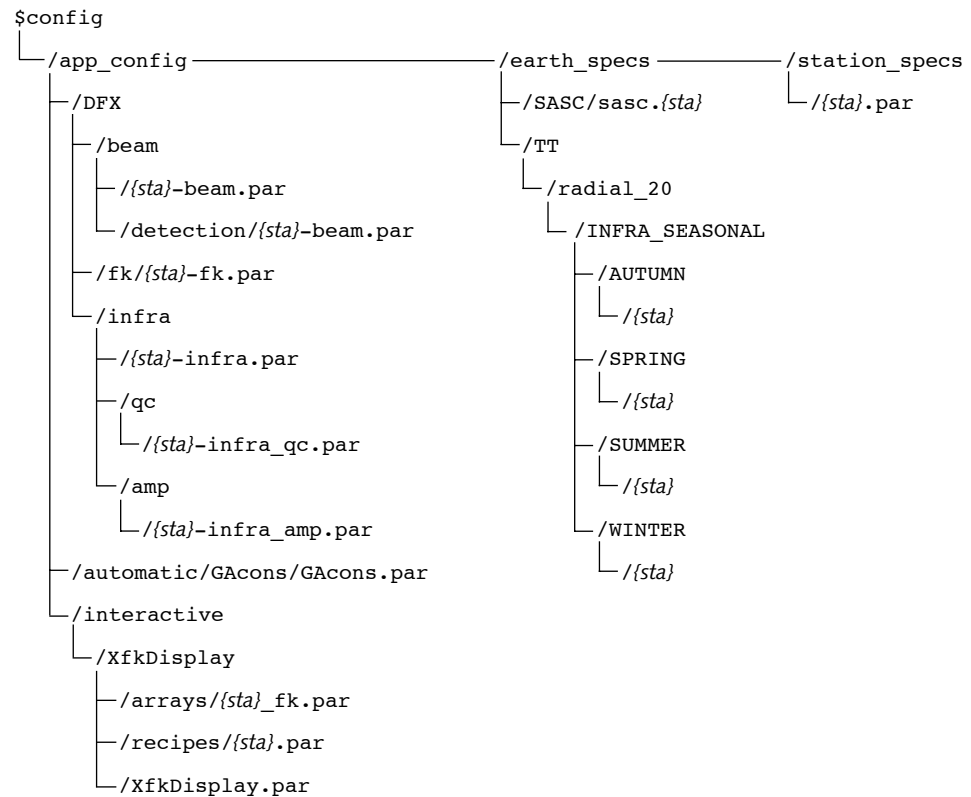 $config
/app_config /earth_specs /station_specs
/DFX /SASC/sasc.{sta} /{sta}.par
/beam /TT
/{sta}-beam.par /radial_20
/detection/{sta}-beam.par /INFRA_SEASONAL
/fk/{sta}-fk.par /AUTUMN
/infra /{sta}
/{sta}-infra.par /SPRING
/qc /{sta}
/{sta}-infra_qc.par /SUMMER
/amp /{sta}
/{sta}-infra_amp.par /WINTER
/automatic/GAcons/GAcons.par /{sta}
/interactive
/XfkDisplay
/arrays/{sta}_fk.par
/recipes/{sta}.par
/XfkDisplay.par